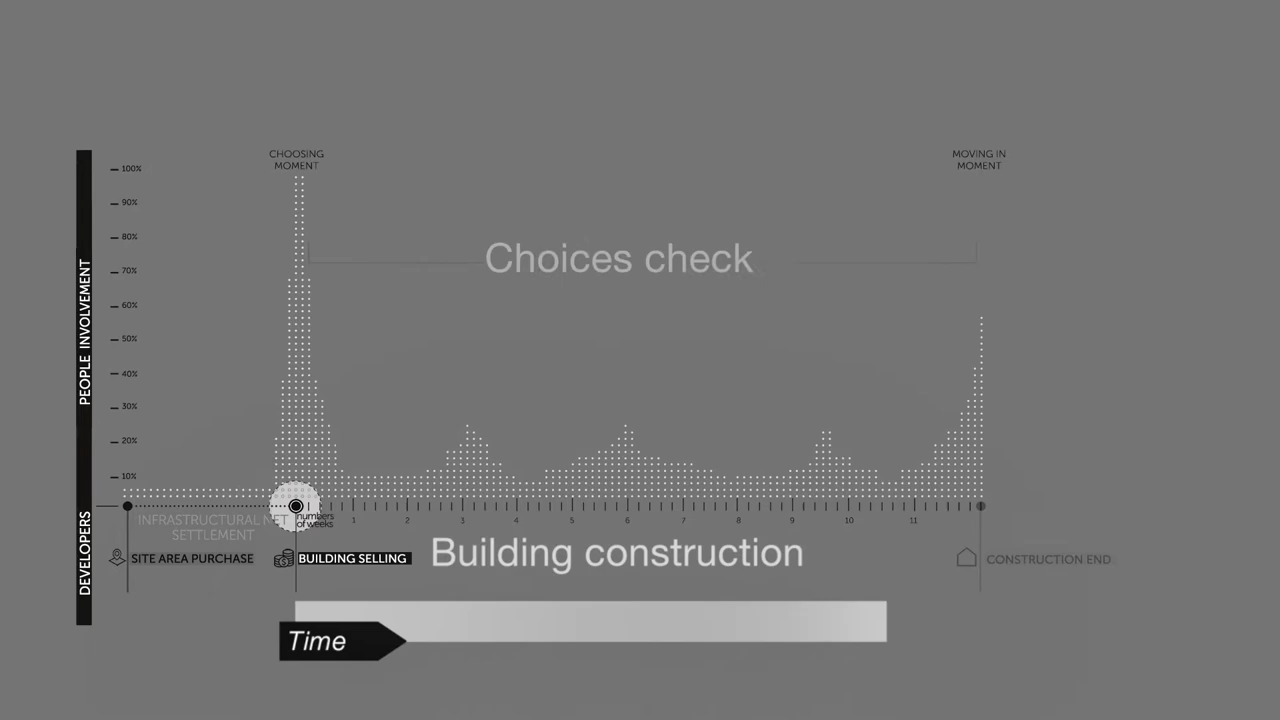 CHOOSING
MOMENT
MOVING IN
MOMENT
100%
90%
80%
70%
60%
50%
40%
30%
20%
10%
PEOPLE INVOLVEMENT
DEVELOPERS
Choices check
numbers
of weeks
1 2 3 4 5 6 7 8 9 10 11
INFRASTRUCTURAL NET
SETTLEMENT
SITE AREA PURCHASE
BUILDING SELLING
Building construction
CONSTRUCTION END
Time